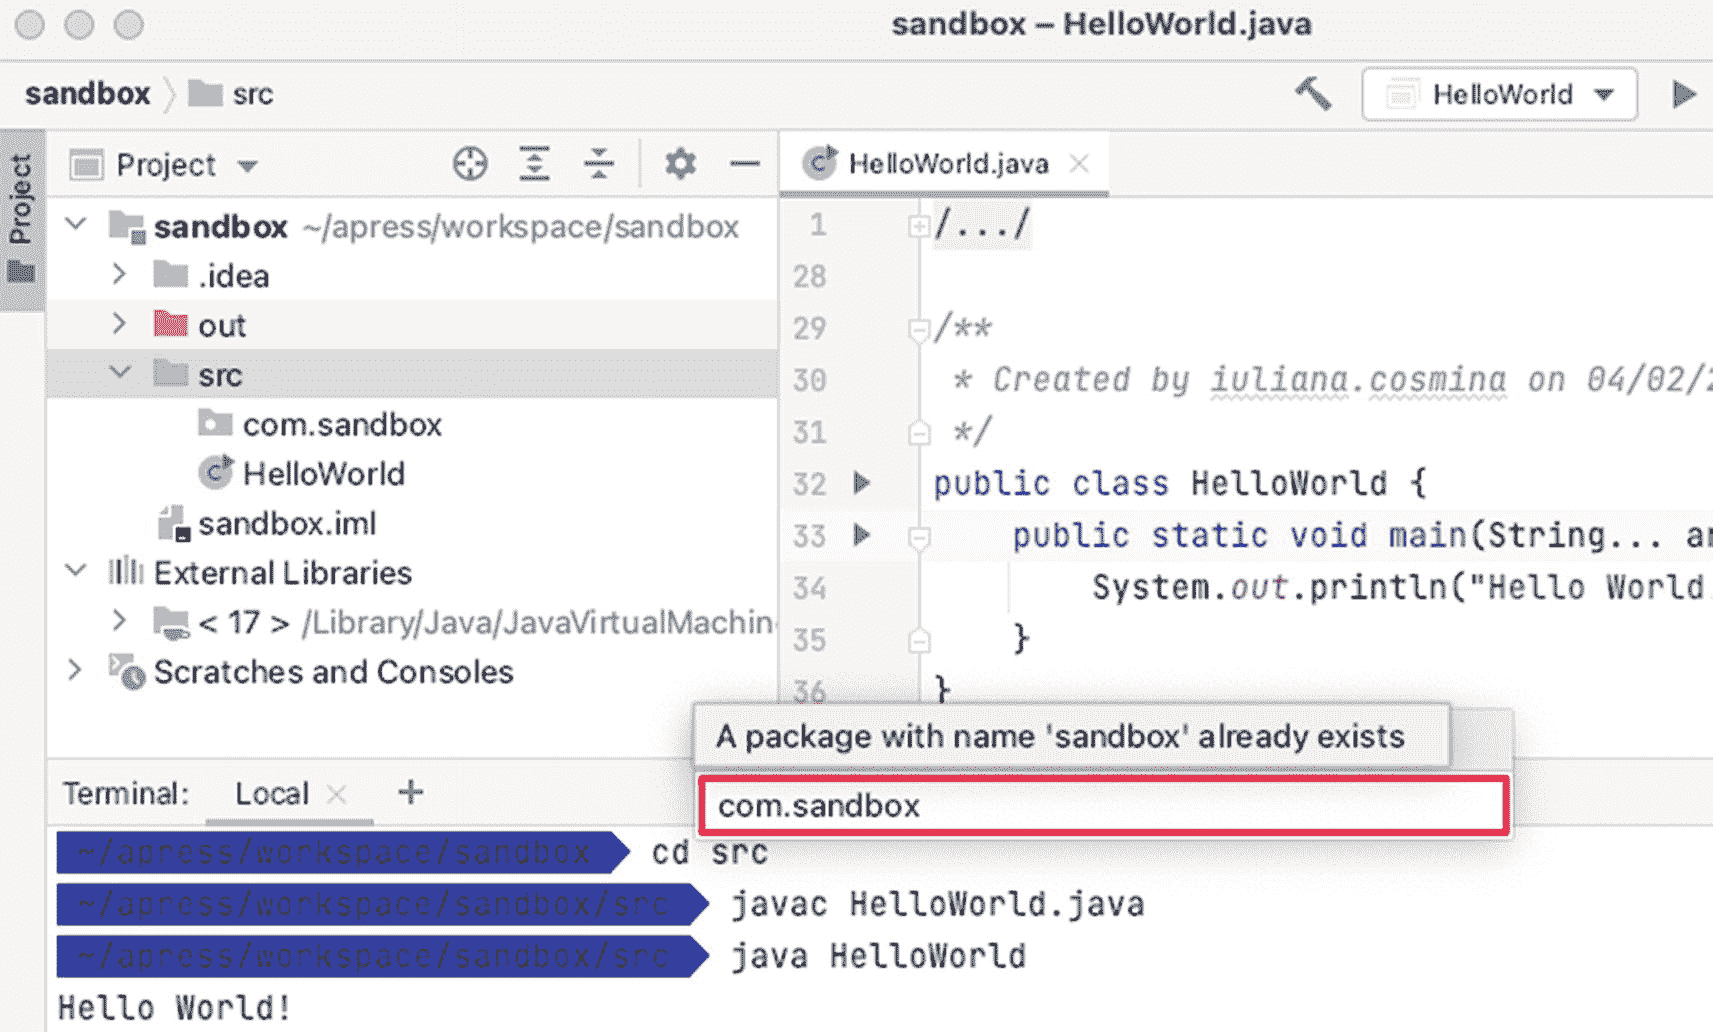 sandbox – HelloWorld.java
sandbox src
HelloWorld
Project
Project
HelloWorld.java
sandbox ~/apress/workspace/sandbox
.idea
out
src
com.sandbox
HelloWorld
sandbox.iml
External Libraries
< 17 > /Library/Java/JavaVirtualMachin
Scratches and Consoles
1 /.../
28
29 /**
30 * Created by iuliana.cosmina on 04/02/2
31 */
32 public class HelloWorld {
33 public static void main(String... ar
34 System.out.println("Hello World
35 }
36 }
A package with name 'sandbox' already exists
com.sandbox
Terminal: Local × +
~/apress/workspace/sandbox cd src
~/apress/workspace/sandbox/src javac HelloWorld.java
~/apress/workspace/sandbox/src java HelloWorld
Hello World!